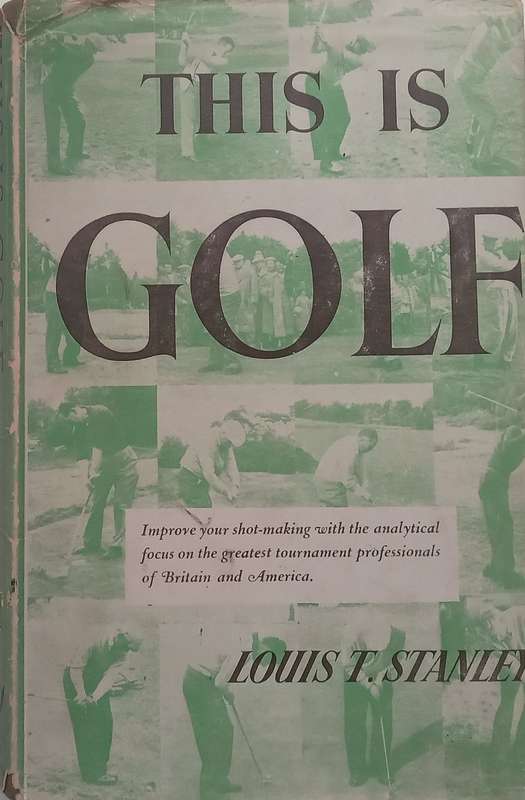 THIS IS
GOLF
Improve your shot-making with the analytical
focus on the greatest tournament professionals
of Britain and America.
LOUIS T. STANLEY